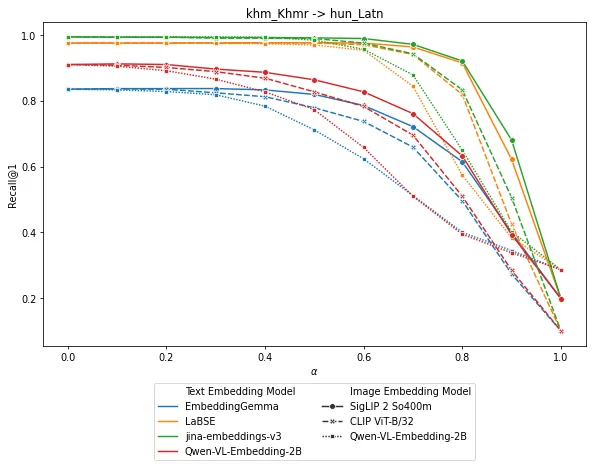 khm_Khmr -> hun_Latn
Recall@1
1.0
0.8
0.6
0.4
0.2
0.0 0.2 0.4 0.6 0.8 1.0
α
Text Embedding Model
EmbeddingGemma
LaBSE
jina-embeddings-v3
Qwen-VL-Embedding-2B
Image Embedding Model
SigLIP 2 So400m
CLIP ViT-B/32
Qwen-VL-Embedding-2B